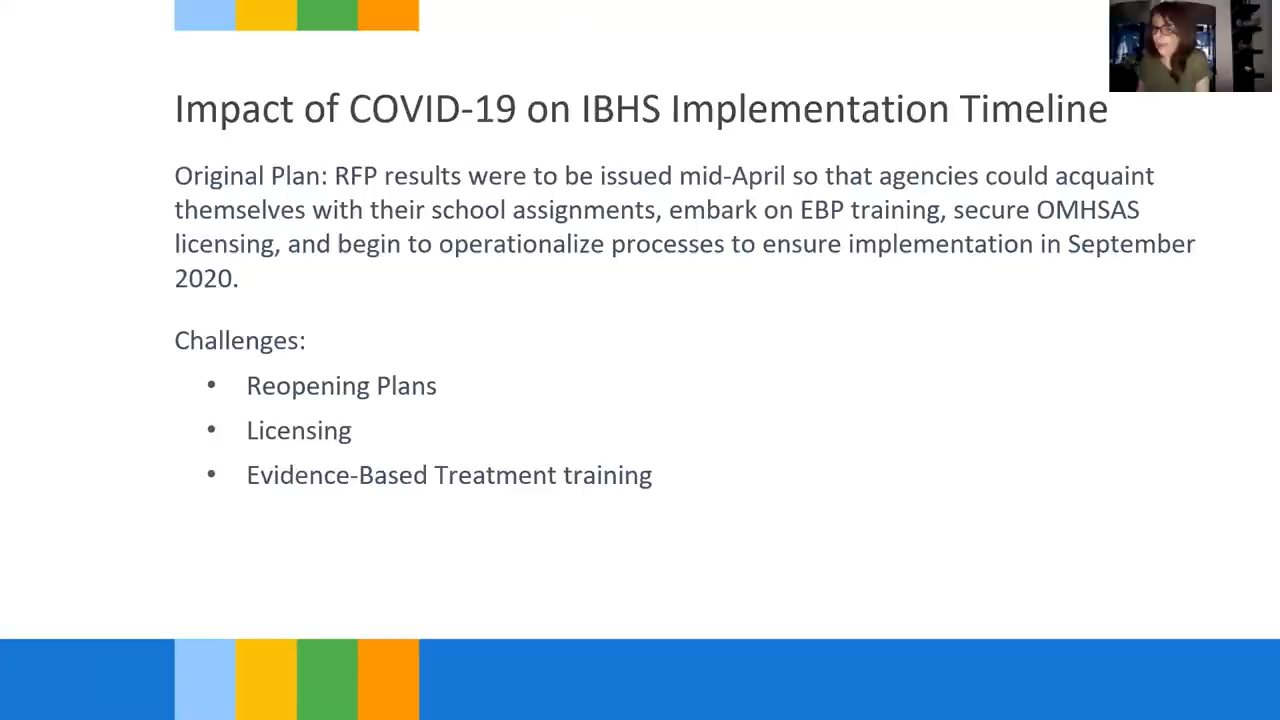 Impact of COVID-19 on IBHS Implementation Timeline
Original Plan: RFP results were to be issued mid-April so that agencies could acquaint
themselves with their school assignments, embark on EBP training, secure OMHSAS
licensing, and begin to operationalize processes to ensure implementation in September
2020.
Challenges:
• Reopening Plans
• Licensing
• Evidence-Based Treatment training